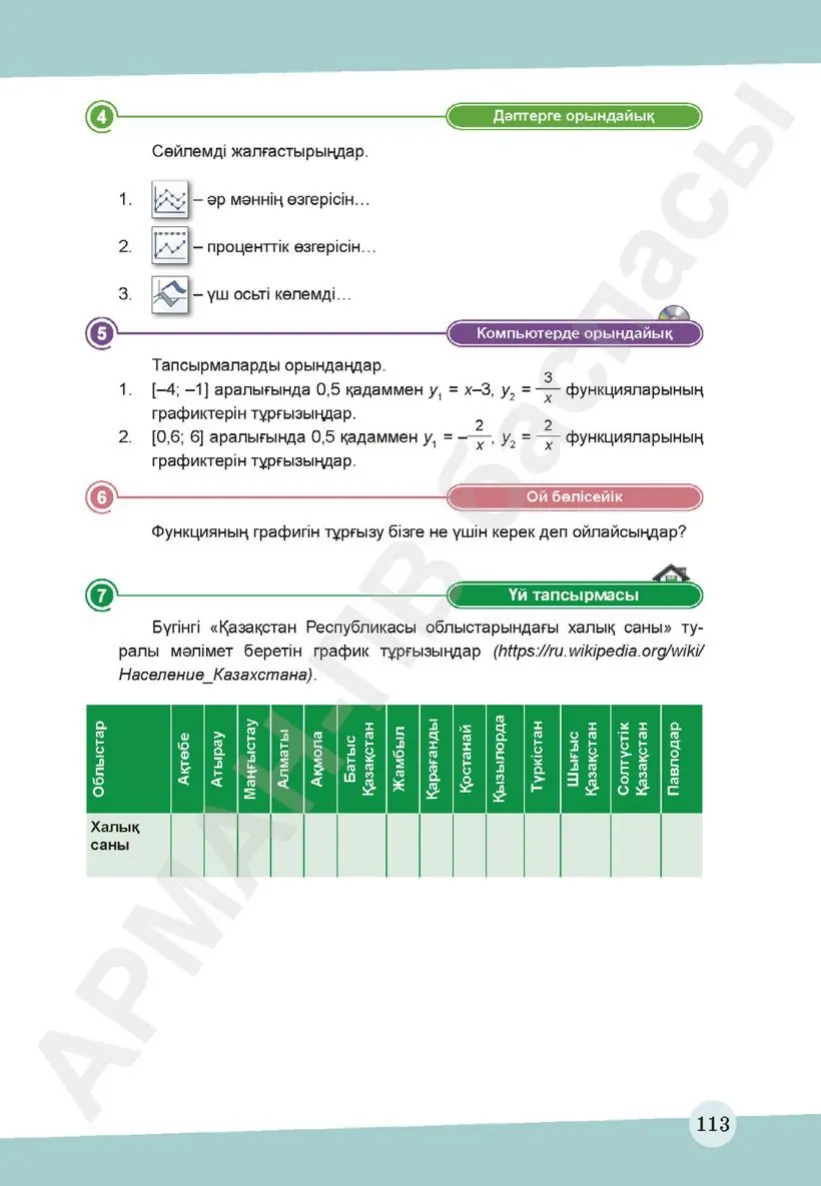 4 Дәптерге орындайық
Сөйлемді жалғастырыңдар.
1. – әр мәннің өзгерісін...
2. – проценттік өзгерісін...
3. – үш осьті көлемді...
5 Компьютерде орындайық
Тапсырмаларды орындаңдар.
1. [–4; –1] аралығында 0,5 қадаммен y₁ = x–3, y₂ = 3/x функцияларының
графиктерін тұрғызыңдар.
2. [0,6; 6] аралығында 0,5 қадаммен y₁ = –2/x, y₂ = 2/x функцияларының
графиктерін тұрғызыңдар.
6 Ой бөлісейік
Функцияның графигін тұрғызу бізге не үшін керек деп ойлайсыңдар?
7 Үй тапсырмасы
Бүгінгі «Қазақстан Республикасы облыстарындағы халық саны» ту-
ралы мәлімет беретін график тұрғызыңдар (https://ru.wikipedia.org/wiki/
Население_Казахстана).
Облыстар
Ақтөбе
Атырау
Маңғыстау
Алматы
Ақмола
Батыс
Қазақстан
Жамбыл
Қарағанды
Қостанай
Қызылорда
Түркістан
Шығыс
Қазақстан
Солтүстік
Қазақстан
Павлодар
Халық
саны
АРМАН-ПВ баспасы
113